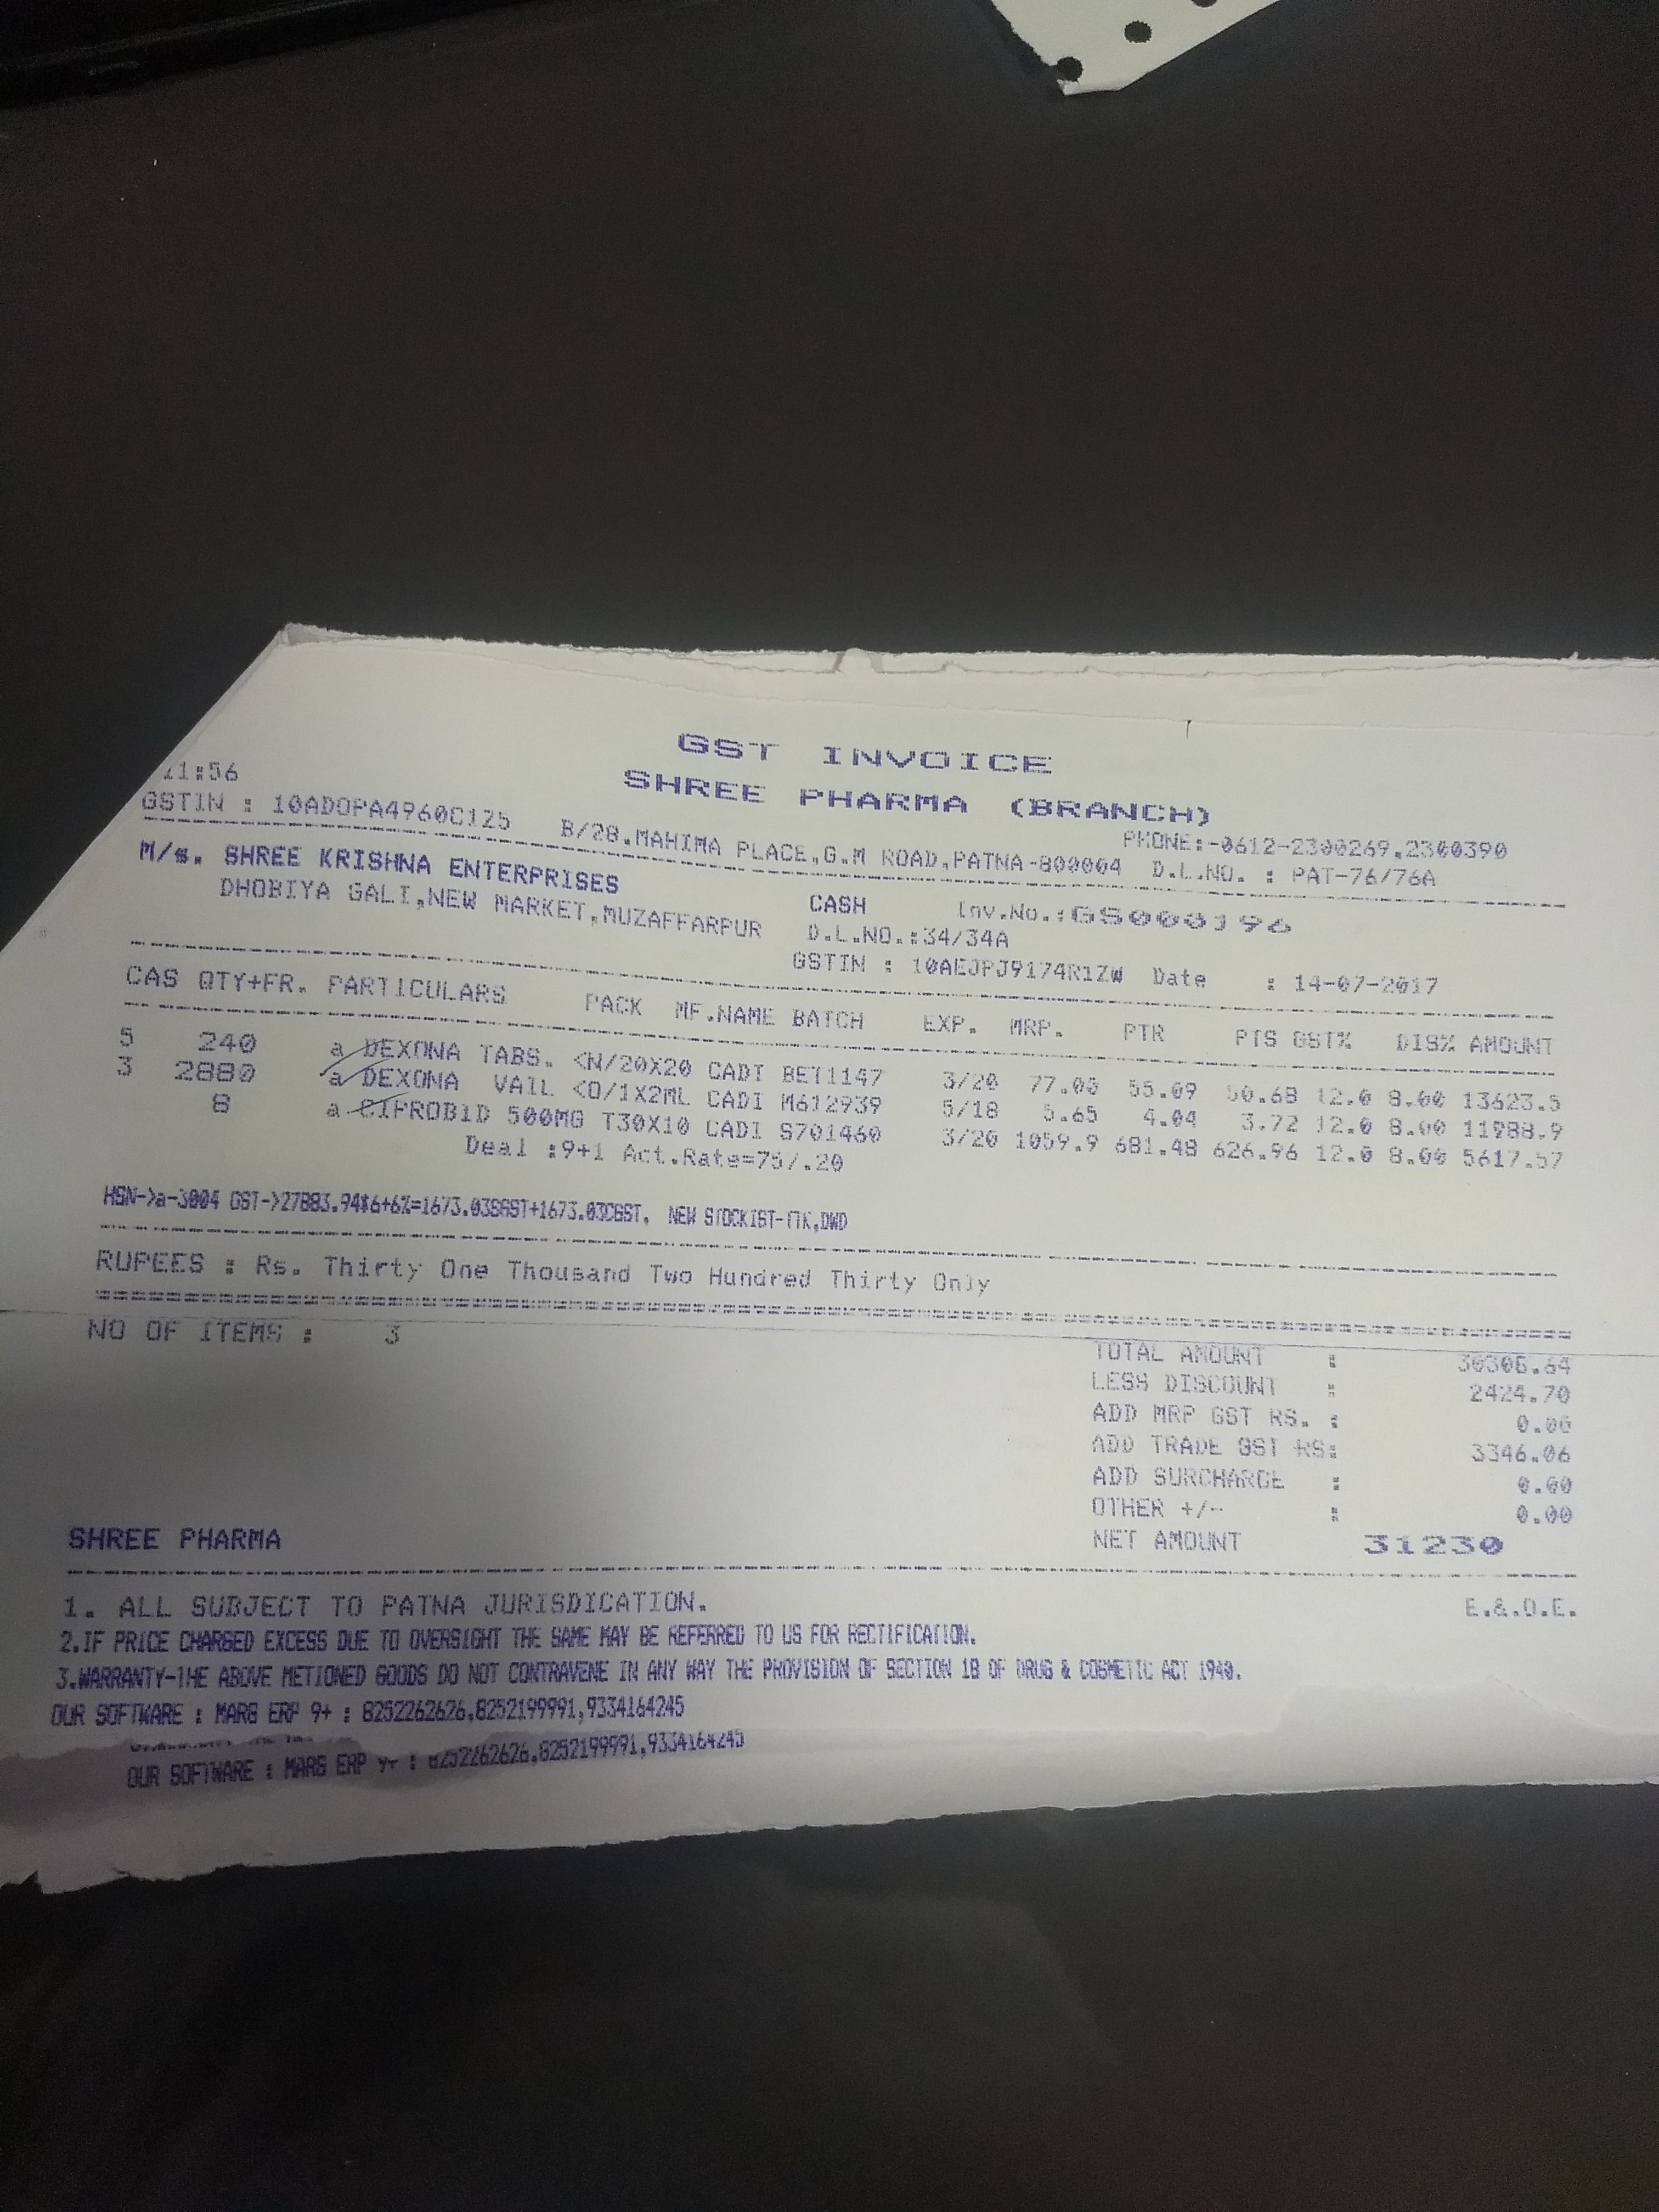 GST INVOICE
11:56
SHREE PHARMA (BRANCH)
GSTIN : 10ADOPA4960C1Z5 B/28,MAHIMA PLACE,G.M ROAD,PATNA-800004 PHONE:-0612-2300269,2300390
D.L.NO. : PAT-76/76A
M/s. SHREE KRISHNA ENTERPRISES
DHOBIYA GALI,NEW MARKET,MUZAFFARPUR
CASH Inv.No.:GS000196
D.L.NO.:34/34A
GSTIN : 10AEJPJ9174R1ZW Date : 14-07-2017
CAS QTY+FR. PARTICULARS PACK MF.NAME BATCH EXP. MRP. PTR PTS GST% DIS% AMOUNT
5 240 a DEXONA TABS. <N/20X20 CADI BET1147 3/20 77.00 55.09 50.68 12.0 8.00 13623.5
3 2880 a DEXONA VAIL <O/1X2ML CADI M612939 5/18 5.65 4.04 3.72 12.0 8.00 11988.9
8 a CIPROBID 500MG T30X10 CADI S701460 3/20 1059.9 681.48 626.96 12.0 8.00 5617.57
Deal :9+1 Act.Rate=757.20
HSN->a-3004 GST->27883.94*6+6%=1673.03SGST+1673.03CGST, NEW STOCKIST- DWD
RUPEES : Rs. Thirty One Thousand Two Hundred Thirty Only
NO OF ITEMS : 3
TOTAL AMOUNT : 30306.64
LESS DISCOUNT : 2424.70
ADD MRP GST RS. : 0.00
ADD TRADE GST RS: 3346.06
ADD SURCHARGE : 0.00
OTHER +/- : 0.00
SHREE PHARMA NET AMOUNT 31230
1. ALL SUBJECT TO PATNA JURISDICATION. E.&.O.E.
2.IF PRICE CHARGED EXCESS DUE TO OVERSIGHT THE SAME MAY BE REFERRED TO US FOR RECTIFICATION.
3.WARRANTY-THE ABOVE METIONED GOODS DO NOT CONTRAVENE IN ANY WAY THE PROVISION OF SECTION 18 OF DRUG & COSMETIC ACT 1940.
OUR SOFTWARE : MARG ERP 9+ : 8252262626,8252199991,9334164245
OUR SOFTWARE : MARG ERP 9+ : 8252262626,8252199991,9334164245